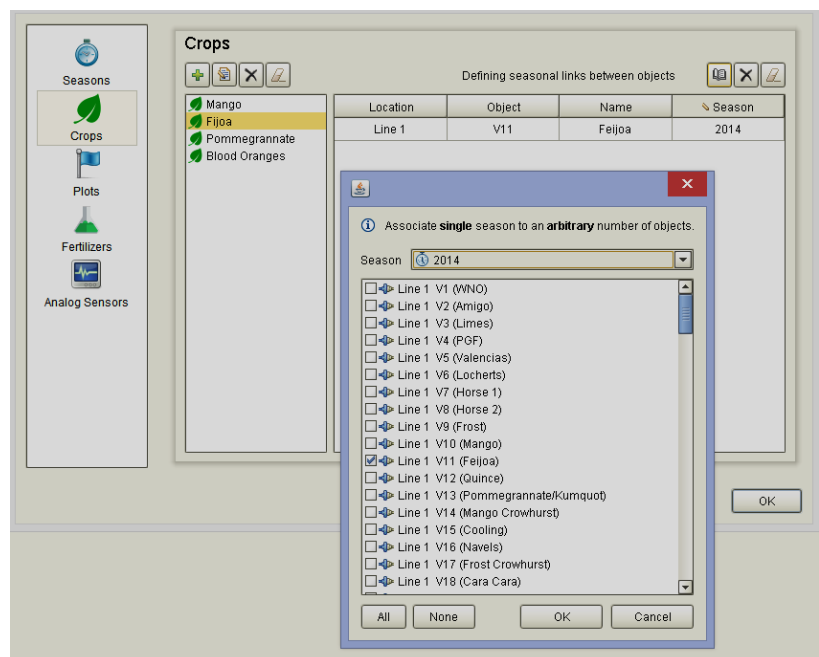 Crops
Seasons
Crops
Plots
Fertilizers
Analog Sensors
Defining seasonal links between objects
Mango
Fijoa
Pommegrannate
Blood Oranges
Location Object Name Season
Line 1 V11 Feijoa 2014
Associate single season to an arbitrary number of objects.
Season 2014
Line 1 V1 (WNO)
Line 1 V2 (Amigo)
Line 1 V3 (Limes)
Line 1 V4 (PGF)
Line 1 V5 (Valencias)
Line 1 V6 (Locherts)
Line 1 V7 (Horse 1)
Line 1 V8 (Horse 2)
Line 1 V9 (Frost)
Line 1 V10 (Mango)
Line 1 V11 (Feijoa)
Line 1 V12 (Quince)
Line 1 V13 (Pommegrannate/Kumquot)
Line 1 V14 (Mango Crowhurst)
Line 1 V15 (Cooling)
Line 1 V16 (Navels)
Line 1 V17 (Frost Crowhurst)
Line 1 V18 (Cara Cara)
All None OK Cancel
OK